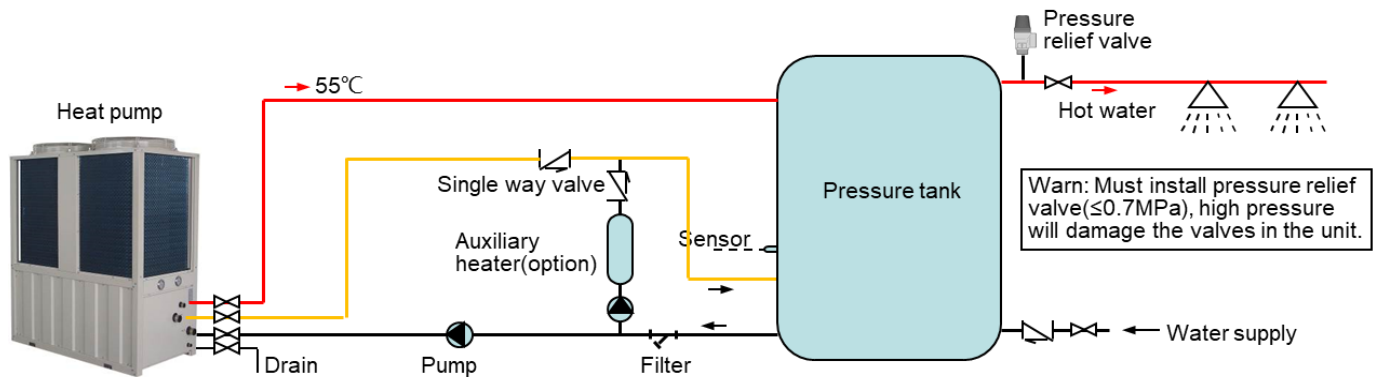 Pressure
relief valve
55℃
Heat pump
Hot water
Single way valve
Pressure tank
Warn: Must install pressure relief
valve(≤0.7MPa), high pressure
will damage the valves in the unit.
Sensor
Auxiliary
heater(option)
Water supply
Drain
Pump
Filter